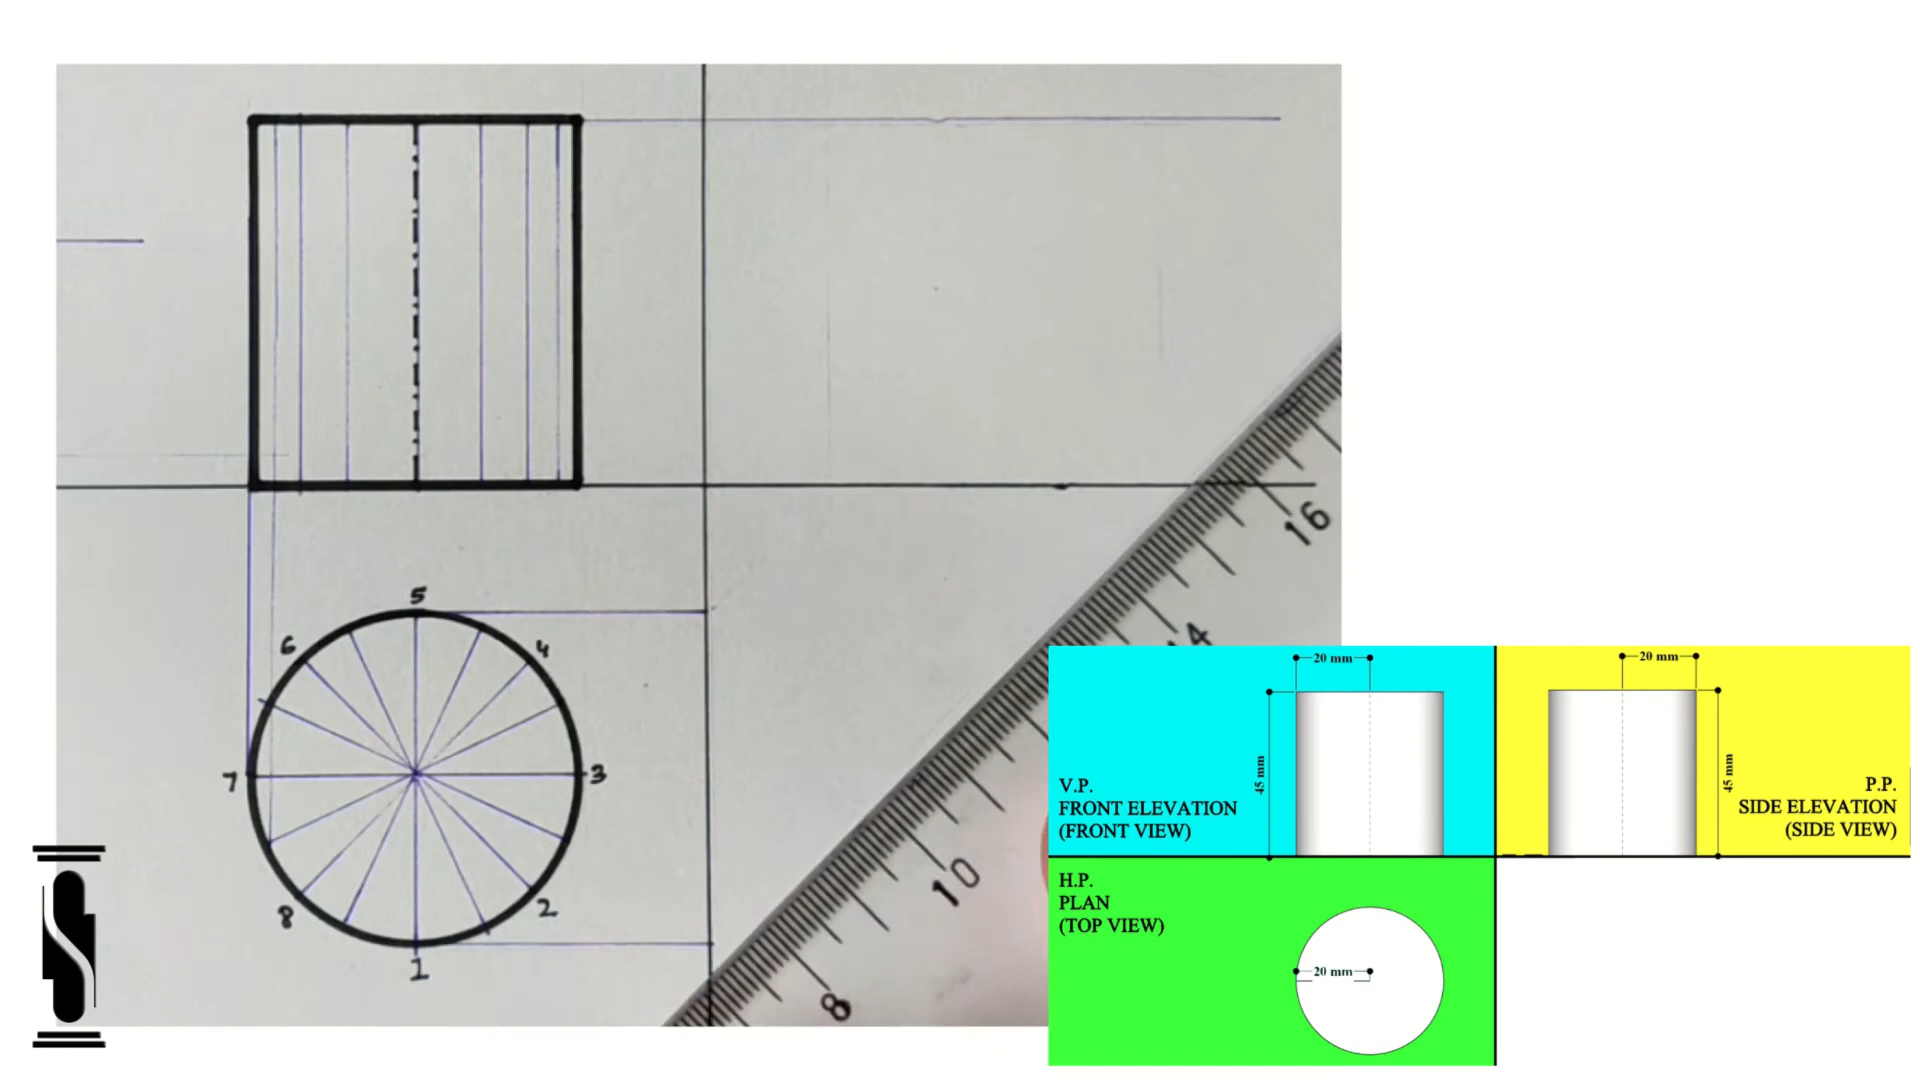 5
6
4
7
3
8
2
1
16
14
10
8
20 mm
20 mm
45 mm
45 mm
V.P.
FRONT ELEVATION
(FRONT VIEW)
P.P.
SIDE ELEVATION
(SIDE VIEW)
H.P.
PLAN
(TOP VIEW)
20 mm